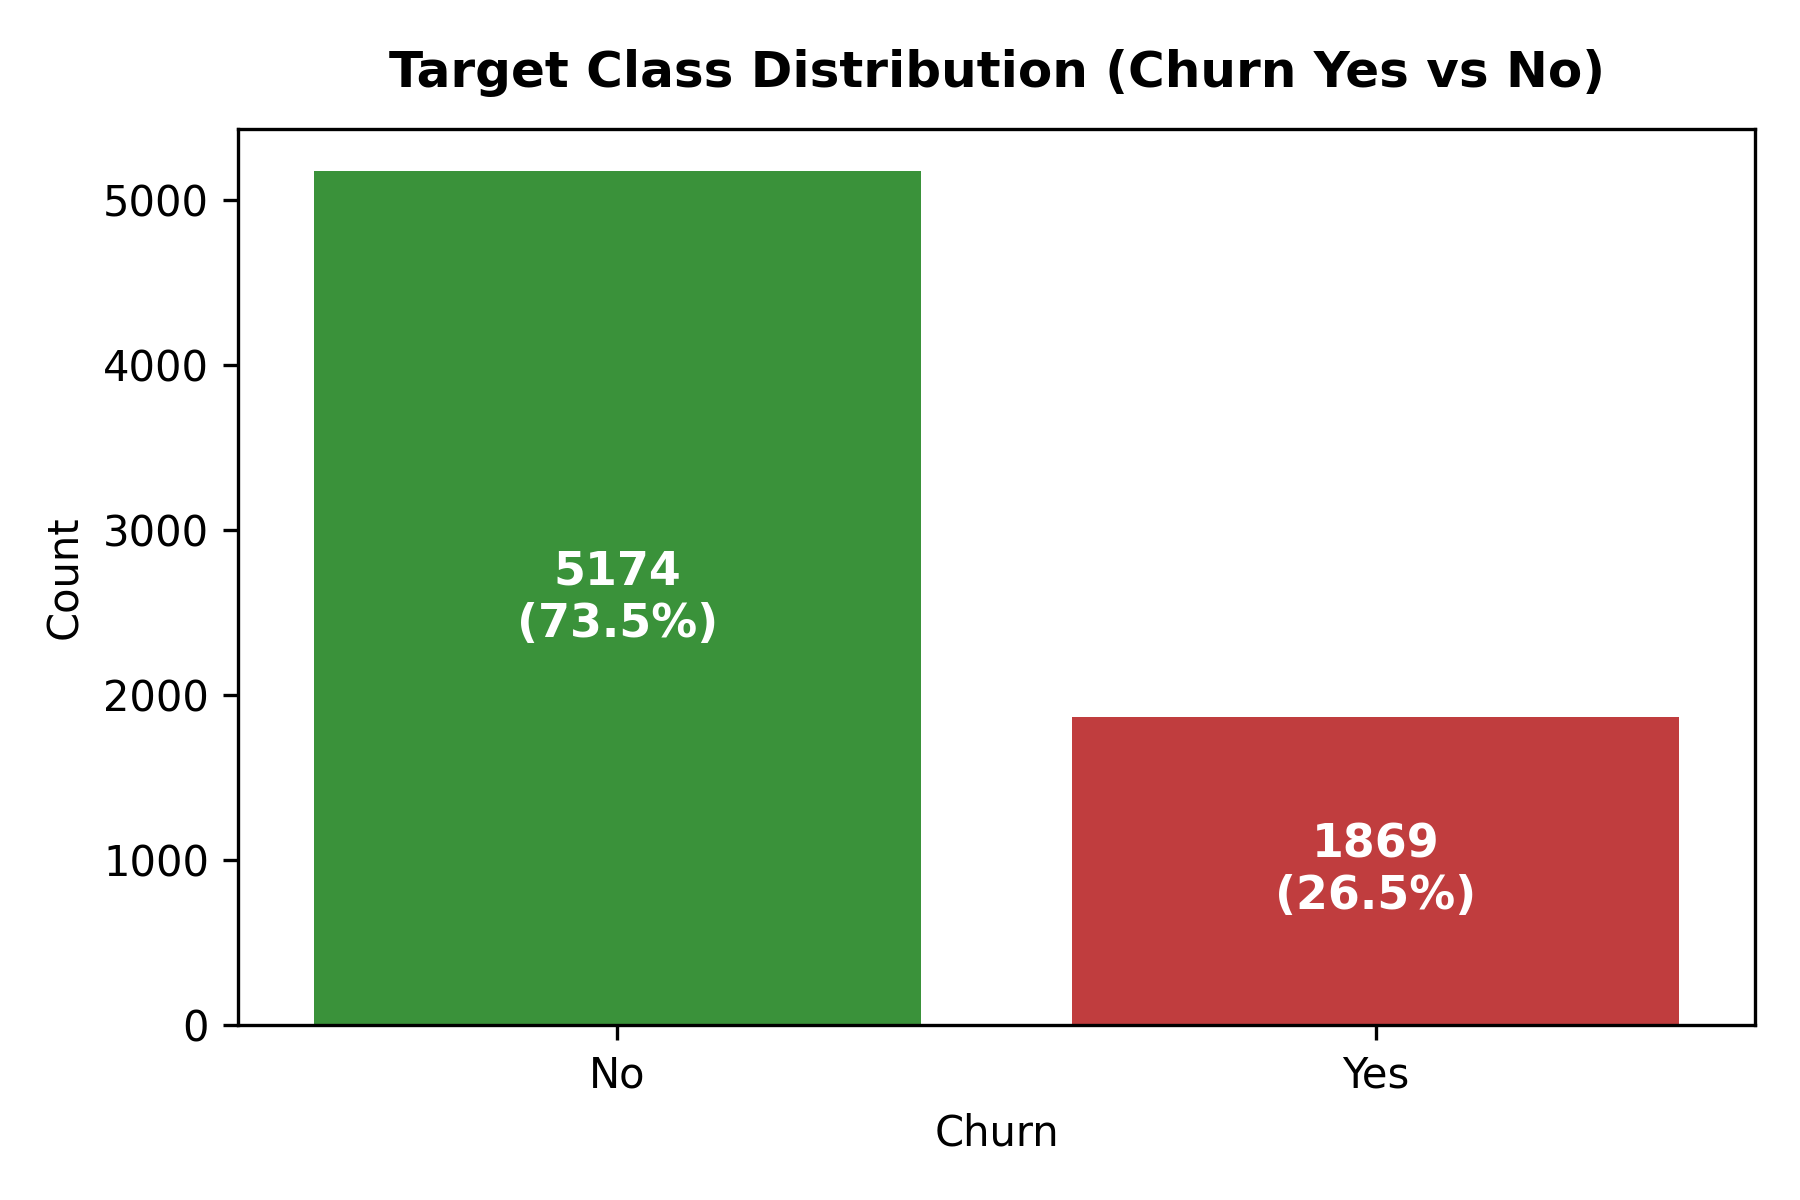 Target Class Distribution (Churn Yes vs No)
5000
4000
3000
2000
1000
0
Count
5174
(73.5%)
1869
(26.5%)
No
Yes
Churn